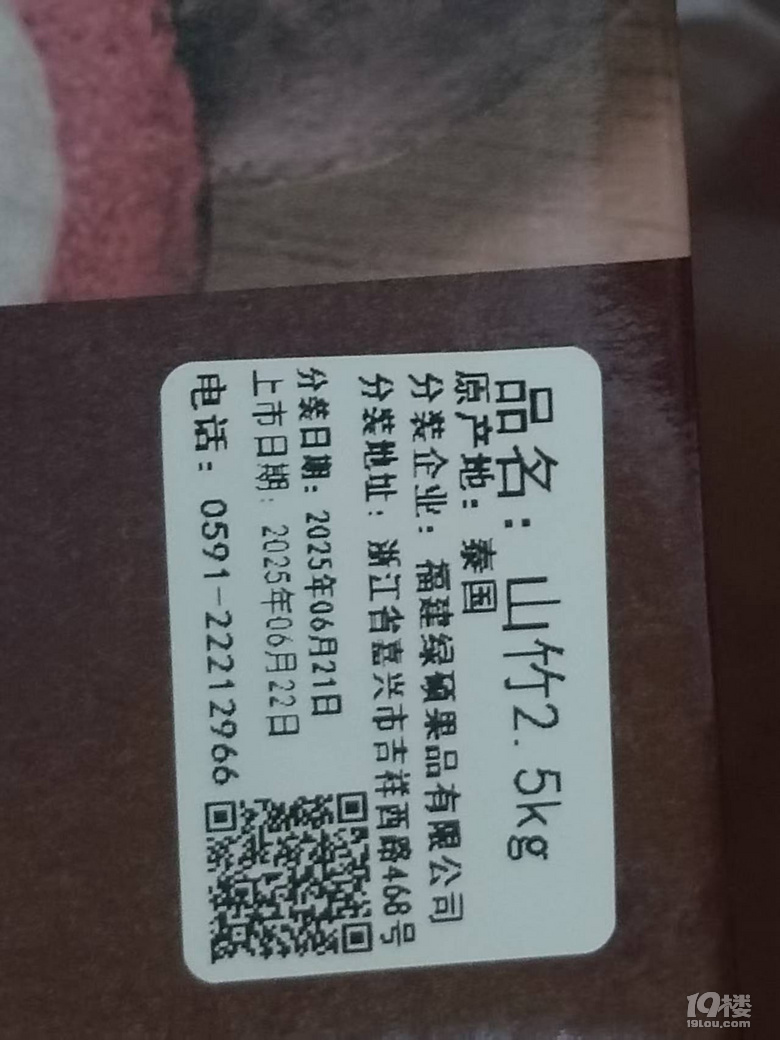 品名：山竹2.5kg
原产地：泰国
分装企业：福建绿硕果品有限公司
分装地址：浙江省嘉兴市吉祥西路468号
分装日期：2025年06月21日
上市日期：2025年06月22日
电话：0591-22212966
19楼
19lou.com